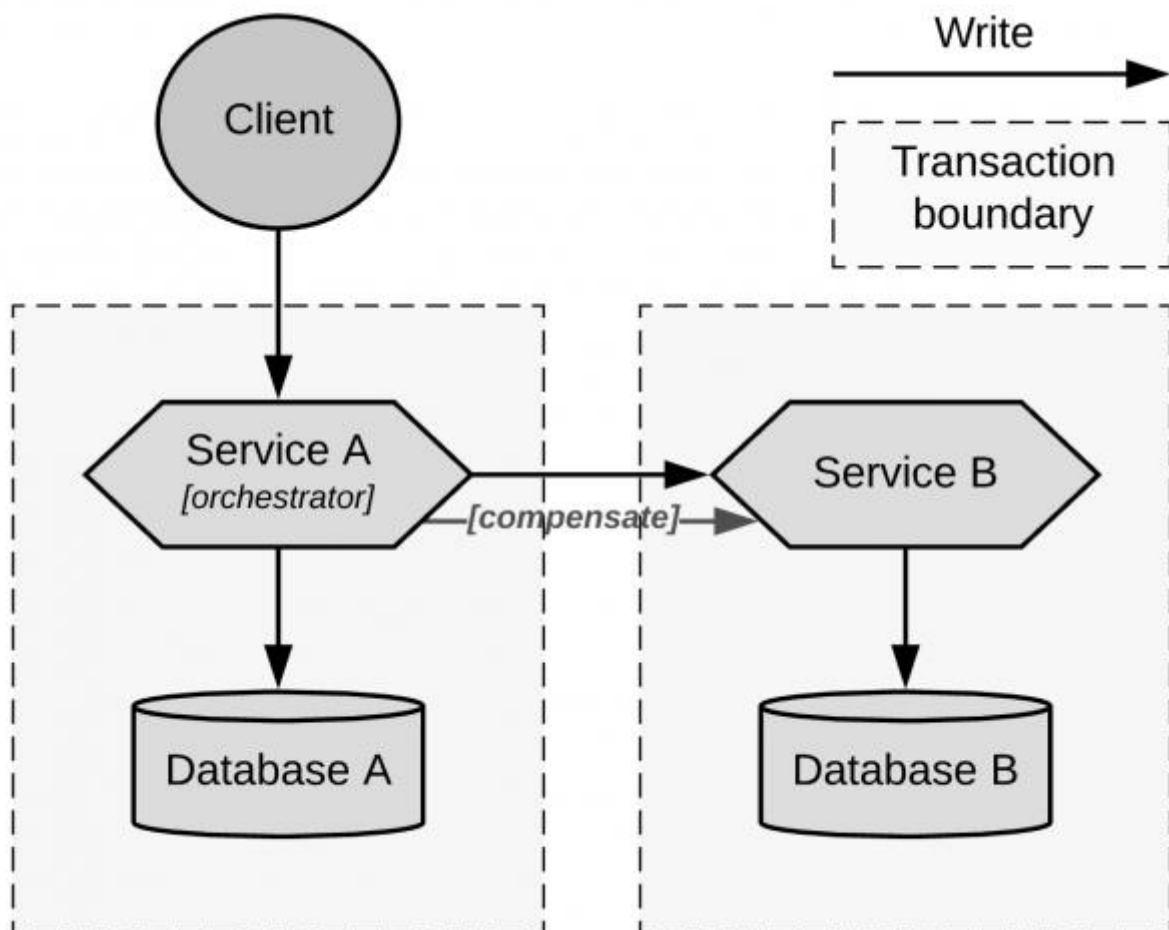 Write
Client
Transaction
boundary
Service A
[orchestrator]
Service B
[compensate]
Database A
Database B